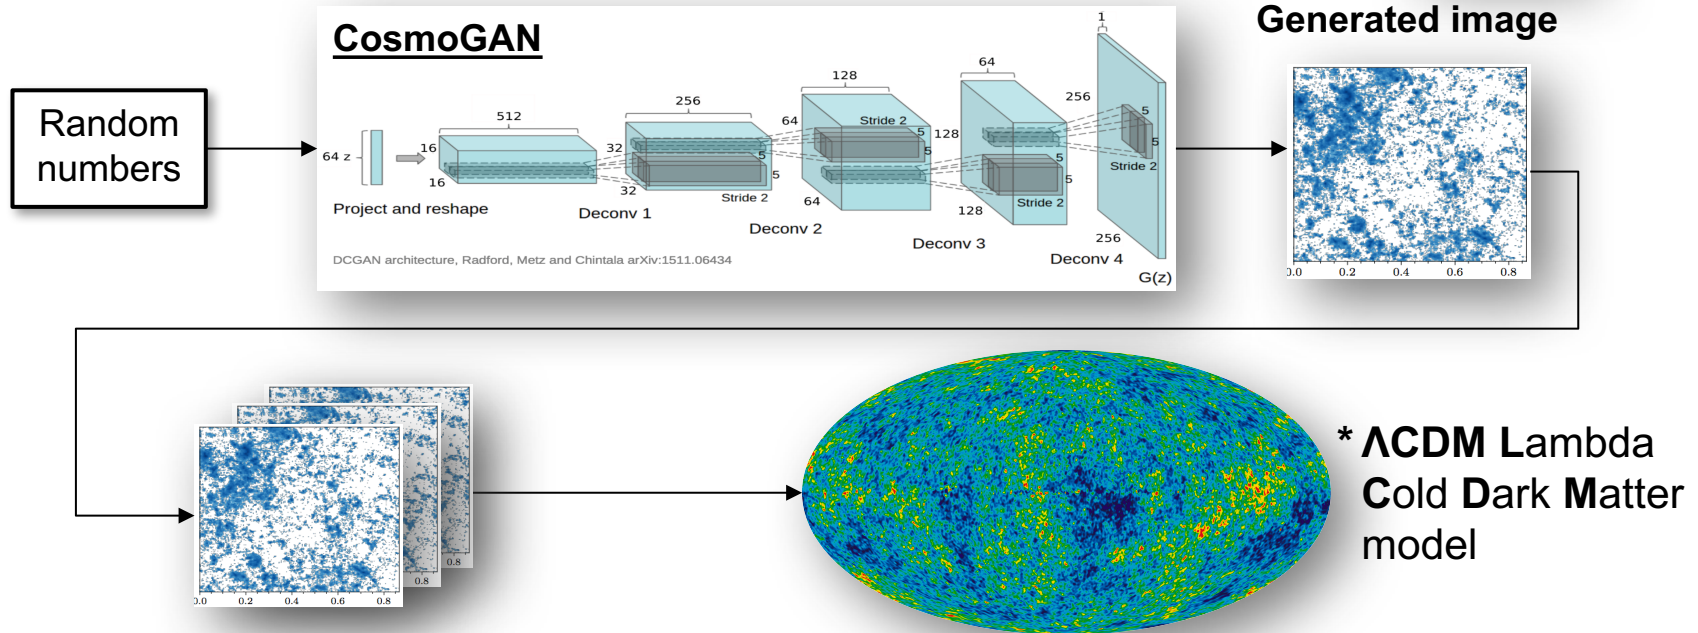 CosmoGAN
Random
numbers
64 z
Project and reshape
512
16
16
256
32
32
5
5
Stride 2
Deconv 1
128
64
64
Stride 2
5
5
Deconv 2
64
128
128
5
5
Stride 2
Deconv 3
1
256
256
5
5
Stride 2
Deconv 4
G(z)
DCGAN architecture, Radford, Metz and Chintala arXiv:1511.06434
Generated image
0.0 0.2 0.4 0.6 0.8
0.0 0.2 0.4 0.6 0.8
0.8
0.8
* ΛCDM Lambda
Cold Dark Matter
model